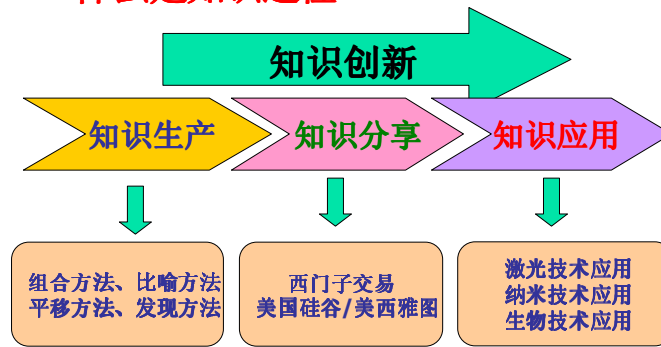 知识创新
知识生产
知识分享
知识应用
组合方法、比喻方法
平移方法、发现方法
西门子交易
美国硅谷/美西雅图
激光技术应用
纳米技术应用
生物技术应用